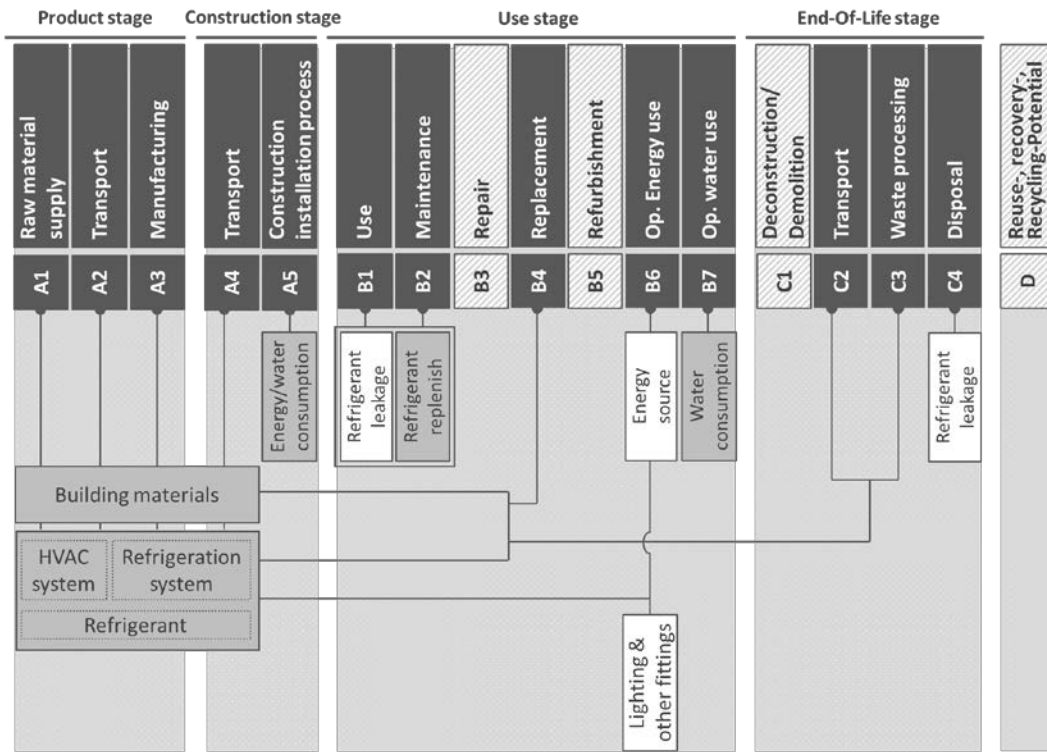 Product stage
Construction stage
Use stage
End-Of-Life stage
Raw material
supply
Transport
Manufacturing
Transport
Construction
installation process
Use
Maintenance
Repair
Replacement
Refurbishment
Op. Energy use
Op. water use
Deconstruction/
Demolition
Transport
Waste processing
Disposal
Reuse-, recovery-,
Recycling-Potential
A1
A2
A3
A4
A5
B1
B2
B3
B4
B5
B6
B7
C1
C2
C3
C4
D
Energy/water
consumption
Refrigerant
leakage
Refrigerant
replenish
Energy
source
Water
consumption
Refrigerant
leakage
Building materials
HVAC
system
Refrigeration
system
Refrigerant
Lighting &
other fittings